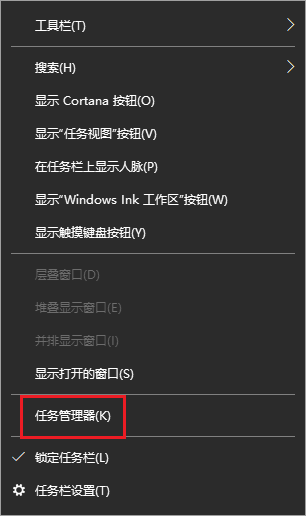 工具栏(T)
搜索(H)
显示 Cortana 按钮(O)
显示“任务视图”按钮(V)
在任务栏上显示人脉(P)
显示“Windows Ink 工作区”按钮(W)
显示触摸键盘按钮(Y)
层叠窗口(D)
堆叠显示窗口(E)
并排显示窗口(I)
显示打开的窗口(S)
任务管理器(K)
锁定任务栏(L)
任务栏设置(T)